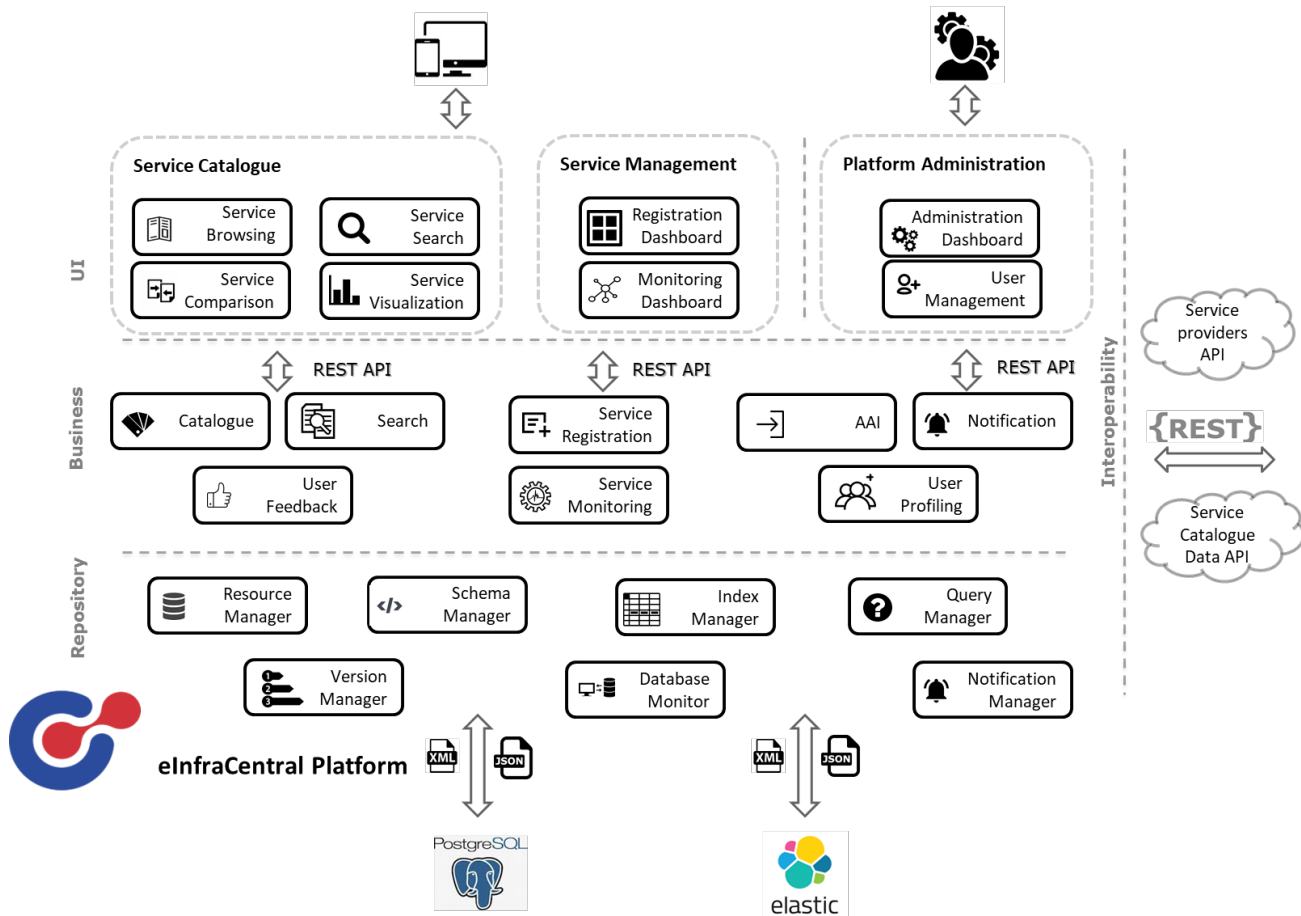 Service Catalogue
Service Management
Platform Administration
Service
Browsing
Service
Search
Registration
Dashboard
Administration
Dashboard
Service
Comparison
Service
Visualization
Monitoring
Dashboard
User
Management
UI
REST API
REST API
REST API
Service
providers
API
Interoperability
Business
Catalogue
Search
Service
Registration
AAI
Notification
{REST}
User
Feedback
Service
Monitoring
User
Profiling
Service
Catalogue
Data API
Repository
Resource
Manager
</>
Schema
Manager
Index
Manager
?
Query
Manager
1
2
3
Version
Manager
Database
Monitor
Notification
Manager
eInfraCentral Platform
XML
JSON
XML
JSON
PostgreSQL
elastic